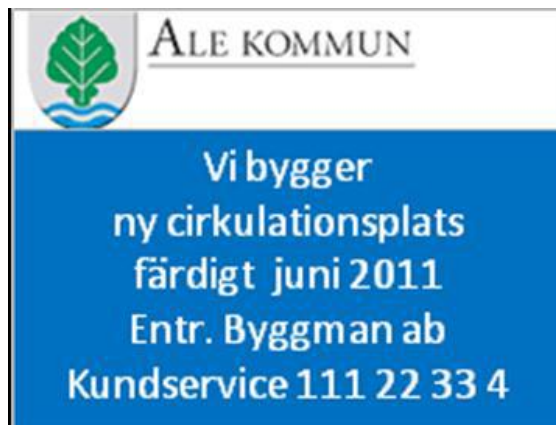 ALE KOMMUN
Vi bygger
ny cirkulationsplats
färdigt juni 2011
Entr. Byggman ab
Kundservice 111 22 33 4